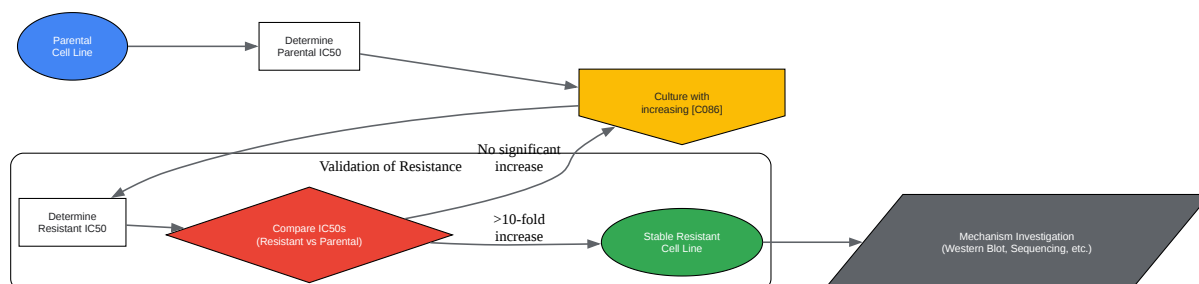 Parental
Cell Line
Determine
Parental IC50
Culture with
increasing [C086]
No significant
increase
Validation of Resistance
Determine
Resistant IC50
Compare IC50s
(Resistant vs Parental)
>10-fold
increase
Stable Resistant
Cell Line
Mechanism Investigation
(Western Blot, Sequencing, etc.)